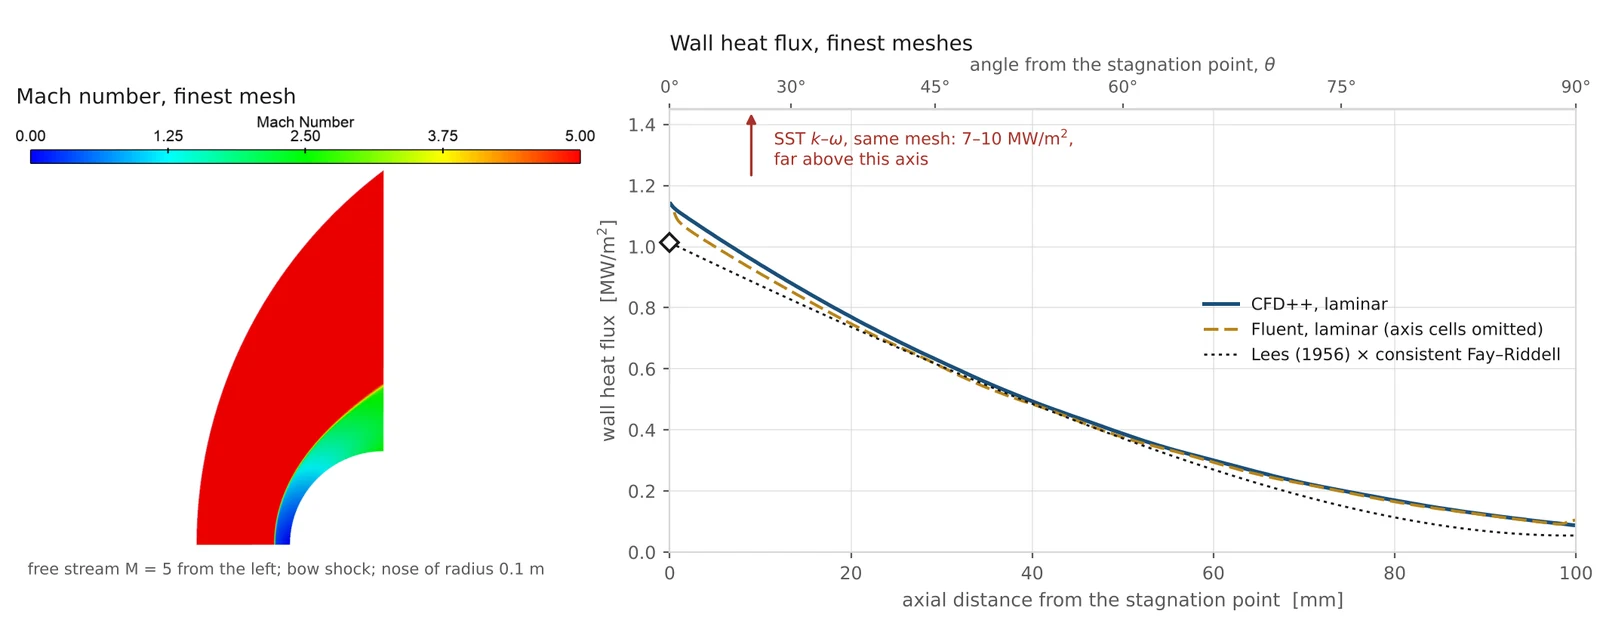 Mach number, finest mesh
Mach Number
0.00 1.25 2.50 3.75 5.00
free stream M = 5 from the left; bow shock; nose of radius 0.1 m
Wall heat flux, finest meshes
angle from the stagnation point, θ
0° 30° 45° 60° 75° 90°
SST k–ω, same mesh: 7–10 MW/m²,
far above this axis
wall heat flux [MW/m²]
1.4
1.2
1.0
0.8
0.6
0.4
0.2
0.0
CFD++, laminar
Fluent, laminar (axis cells omitted)
Lees (1956) × consistent Fay–Riddell
0 20 40 60 80 100
axial distance from the stagnation point [mm]